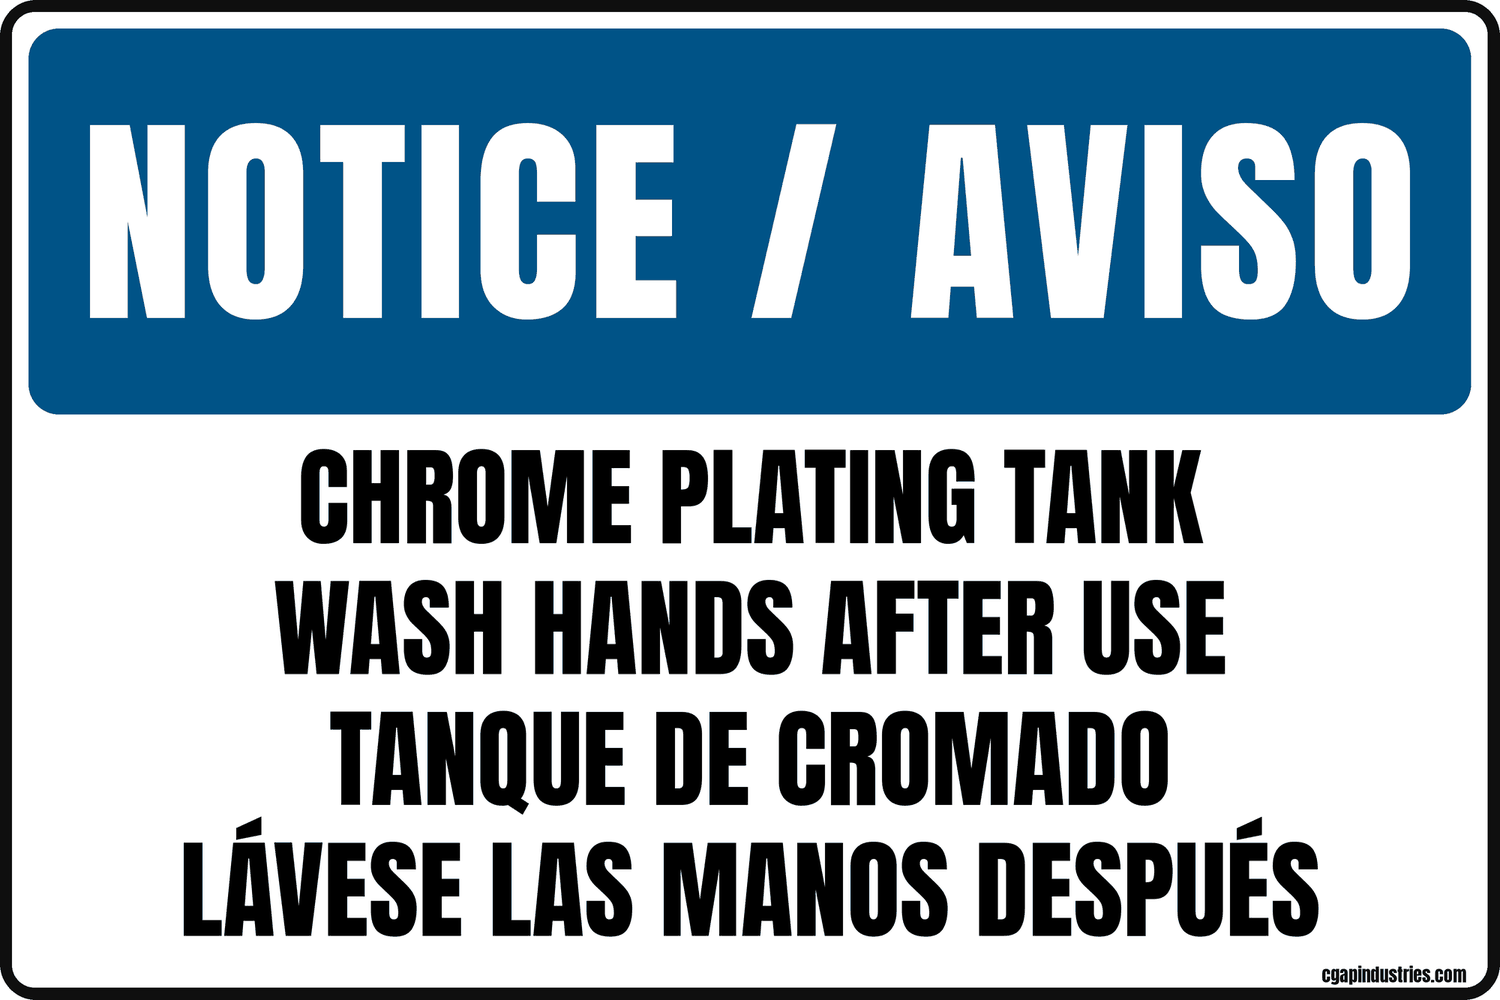 NOTICE / AVISO
CHROME PLATING TANK
WASH HANDS AFTER USE
TANQUE DE CROMADO
LÁVESE LAS MANOS DESPUÉS
cgapindustries.com